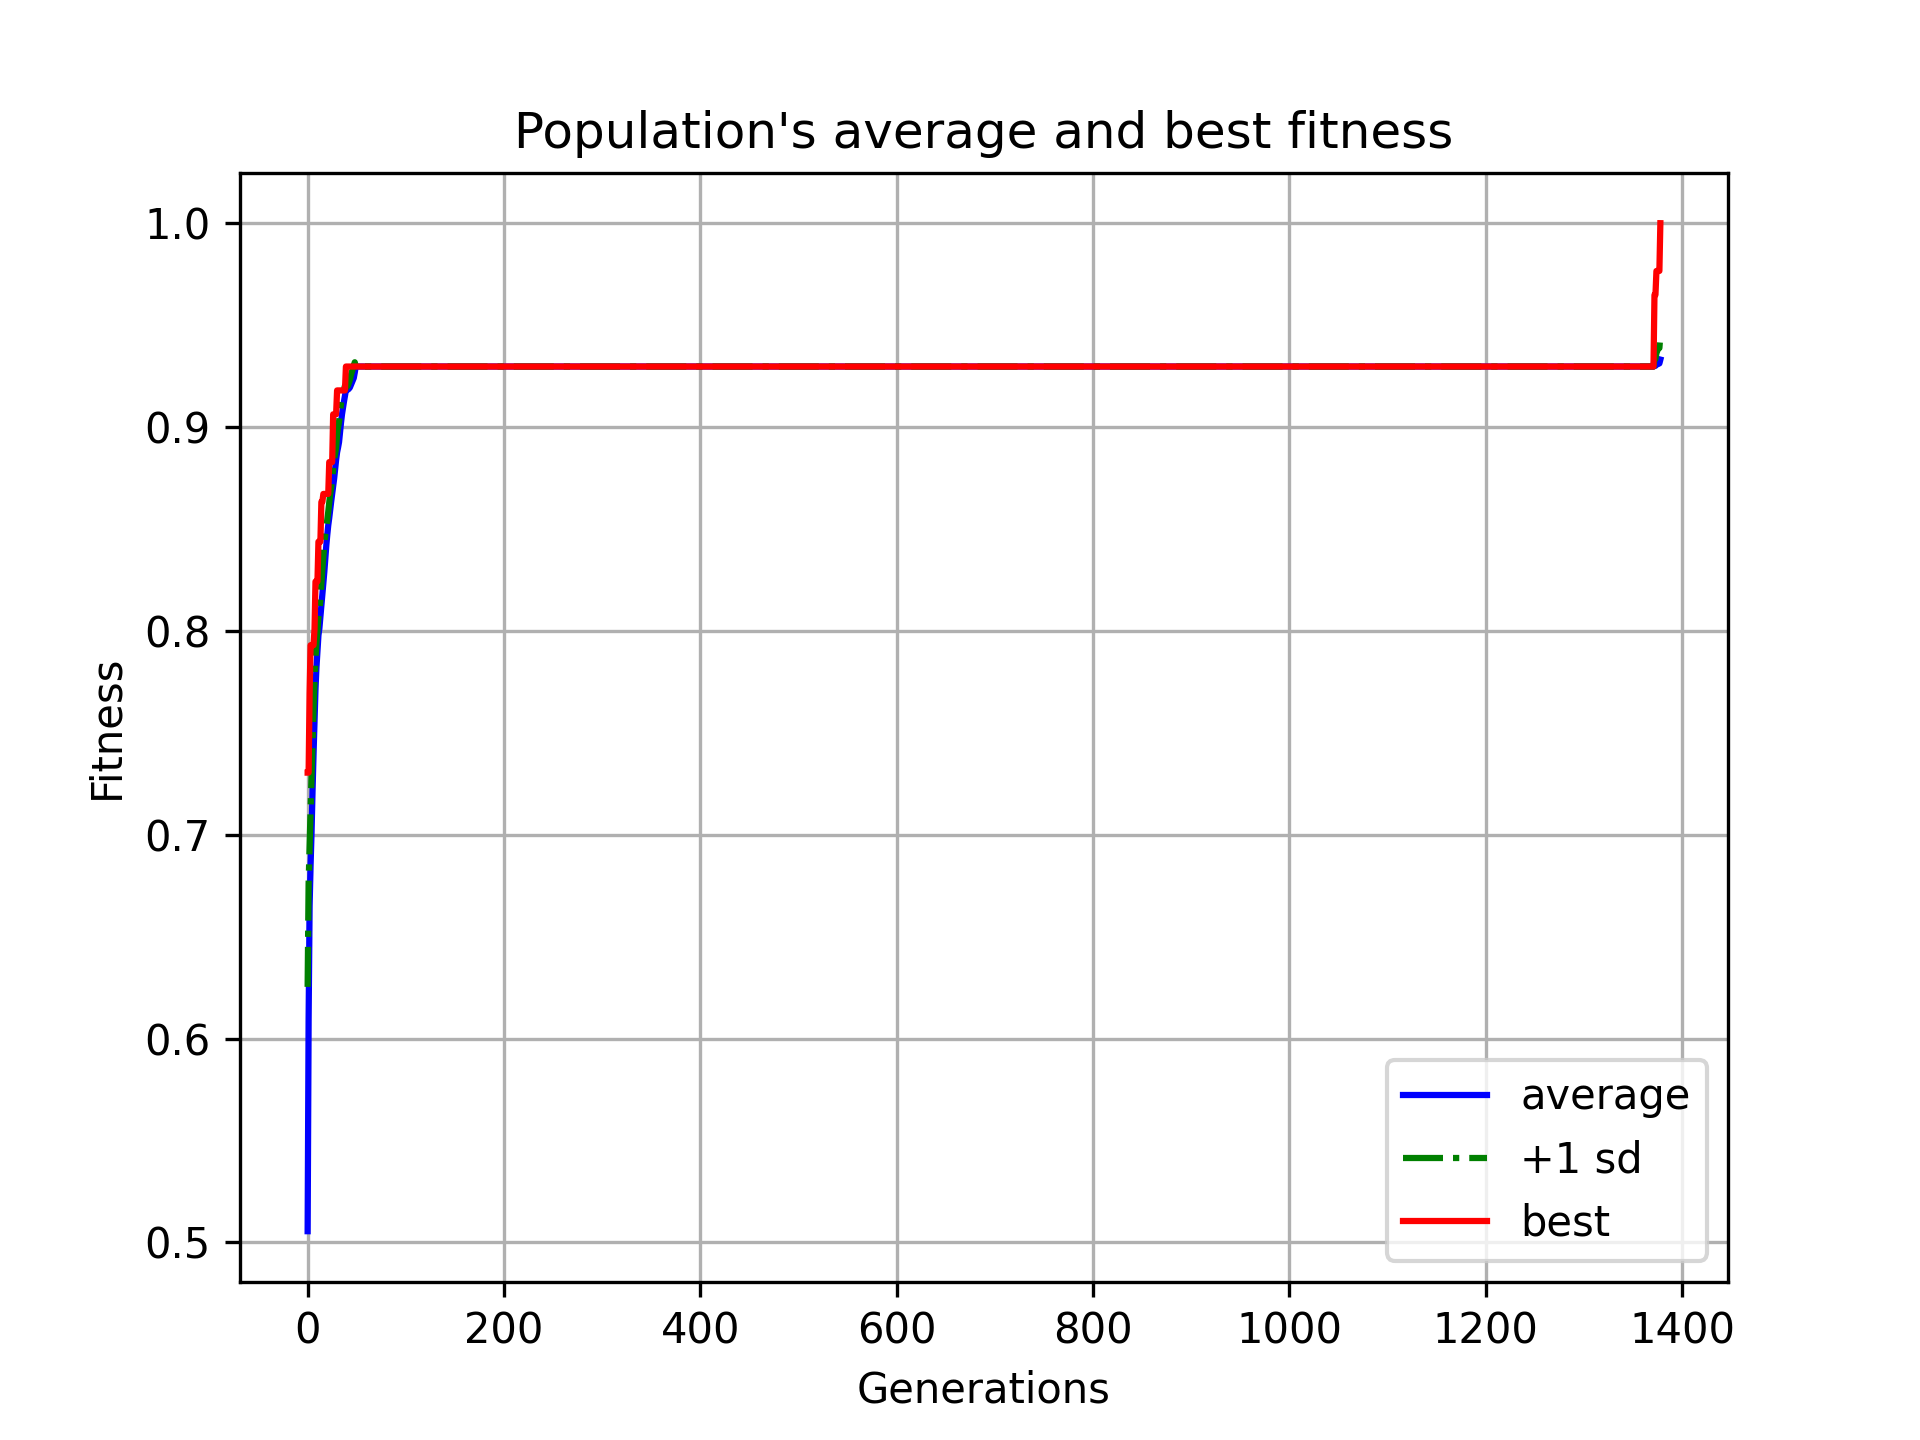 Population's average and best fitness
1.0
0.9
0.8
0.7
0.6
0.5
Fitness
average
+1 sd
best
0 200 400 600 800 1000 1200 1400
Generations